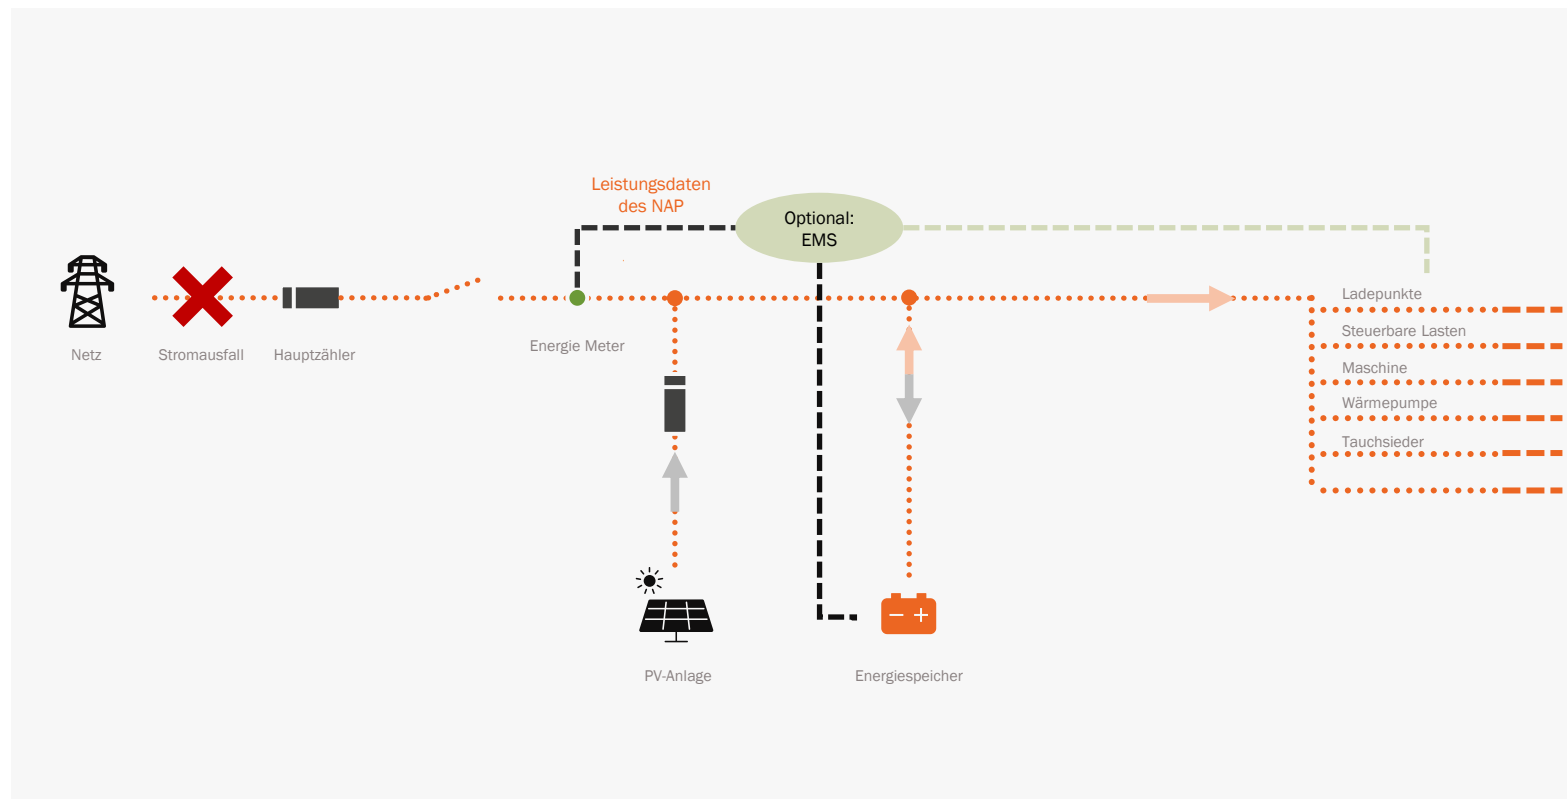 Leistungsdaten
des NAP
Optional:
EMS
Netz
Stromausfall
Hauptzähler
Energie Meter
Ladepunkte
Steuerbare Lasten
Maschine
Wärmepumpe
Tauchsieder
PV-Anlage
Energiespeicher